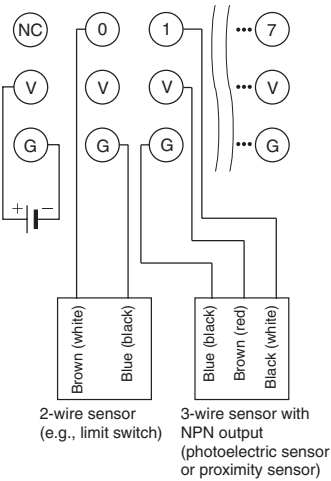 NC 0 1 ••• 7
V V V ••• V
G G G ••• G
+ −
Brown (white)
Blue (black)
Blue (black)
Brown (red)
Black (white)
2-wire sensor
(e.g., limit switch)
3-wire sensor with
NPN output
(photoelectric sensor
or proximity sensor)